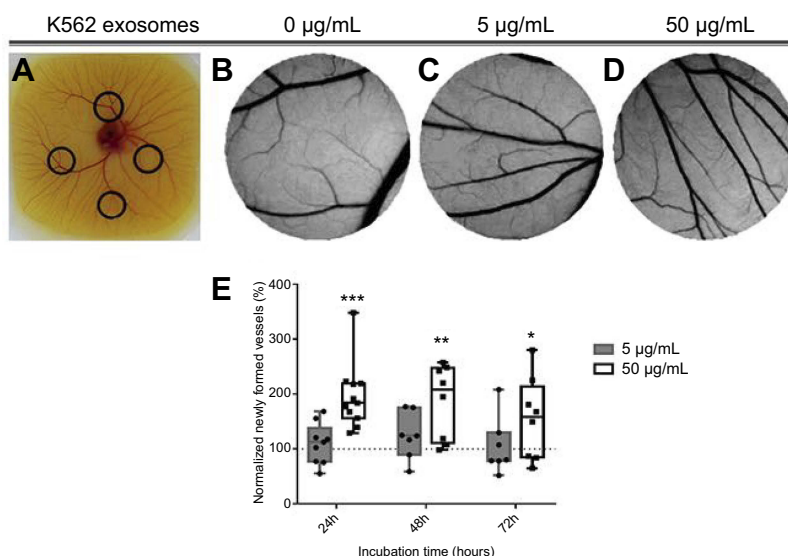 K562 exosomes 0 µg/mL 5 µg/mL 50 µg/mL
A B C D
E
Normalized newly formed vessels (%)
400
300
200
100
0
*** ** *
5 µg/mL
50 µg/mL
24h 48h 72h
Incubation time (hours)